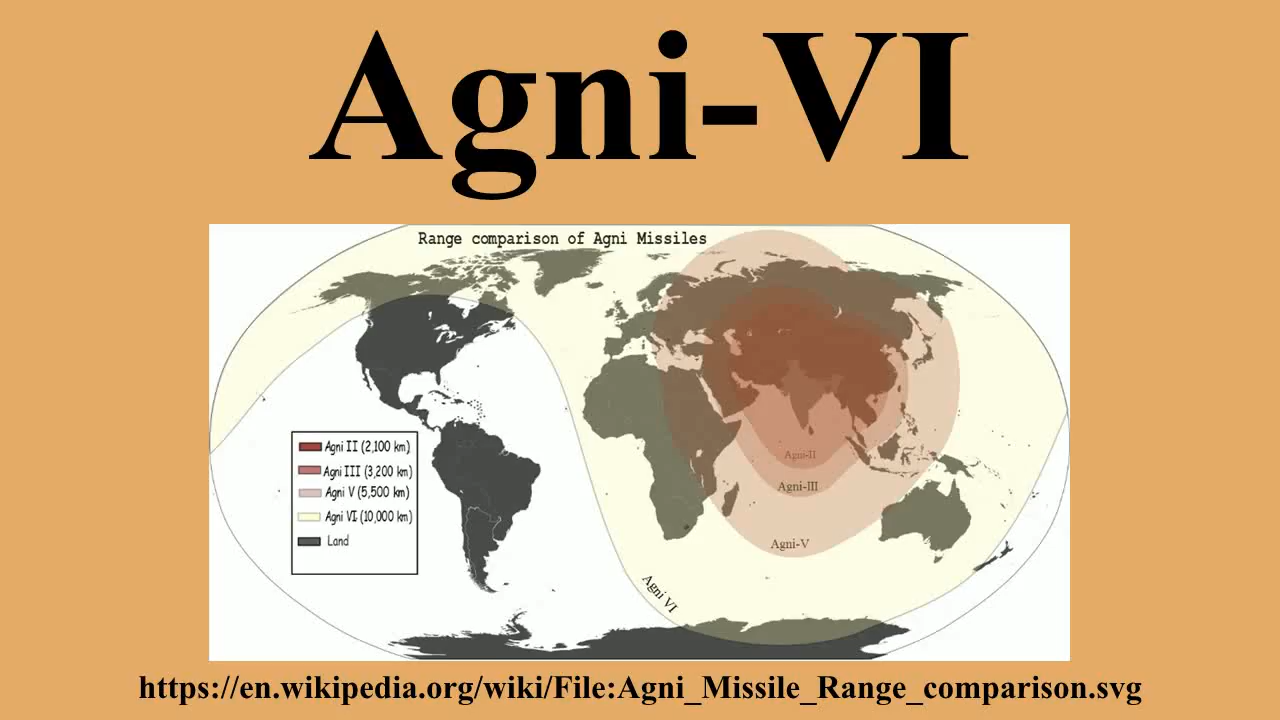 Agni-VI
Range comparison of Agni Missiles
Agni II (2,100 km)
Agni III (3,200 km)
Agni V (5,500 km)
Agni VI (10,000 km)
Land
Agni-II
Agni-III
Agni-V
Agni VI
https://en.wikipedia.org/wiki/File:Agni_Missile_Range_comparison.svg